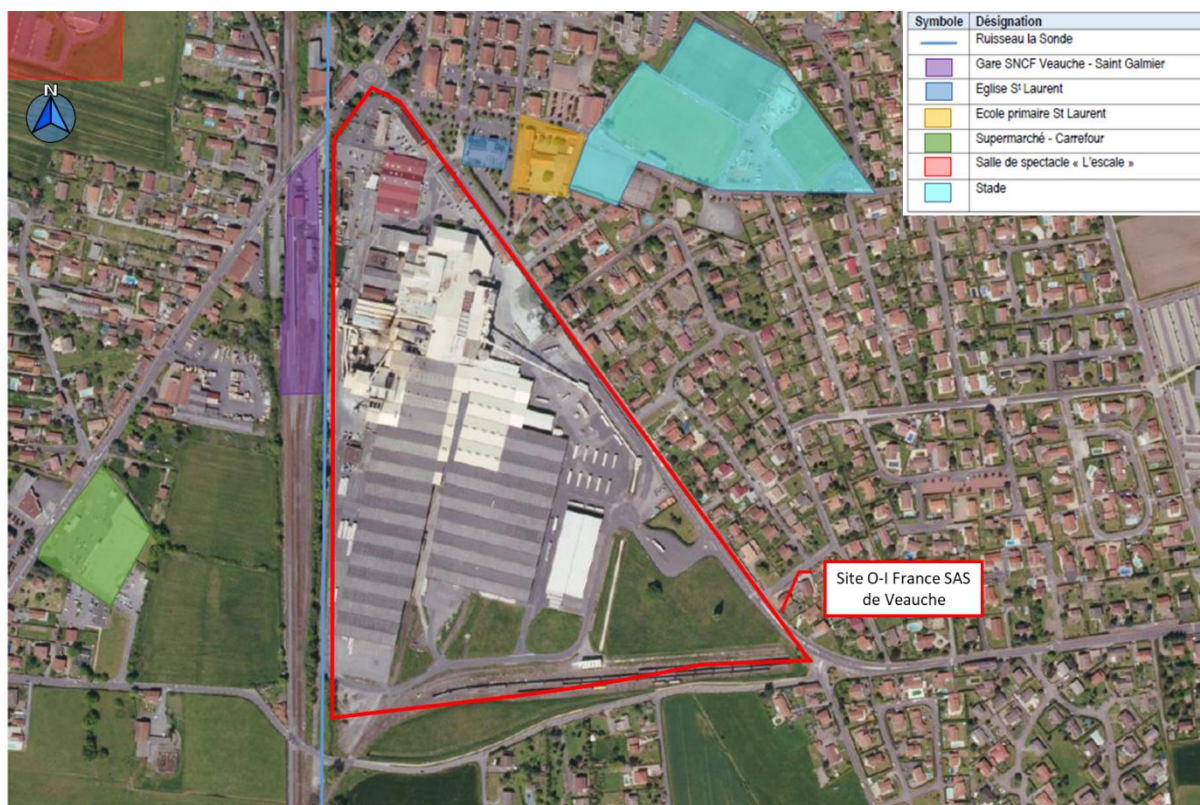 Symbole Désignation
Ruisseau la Sonde
Gare SNCF Veauche - Saint Galmier
Eglise Sᵗ Laurent
Ecole primaire St Laurent
Supermarché - Carrefour
Salle de spectacle « L'escale »
Stade
N
Site O-I France SAS
de Veauche